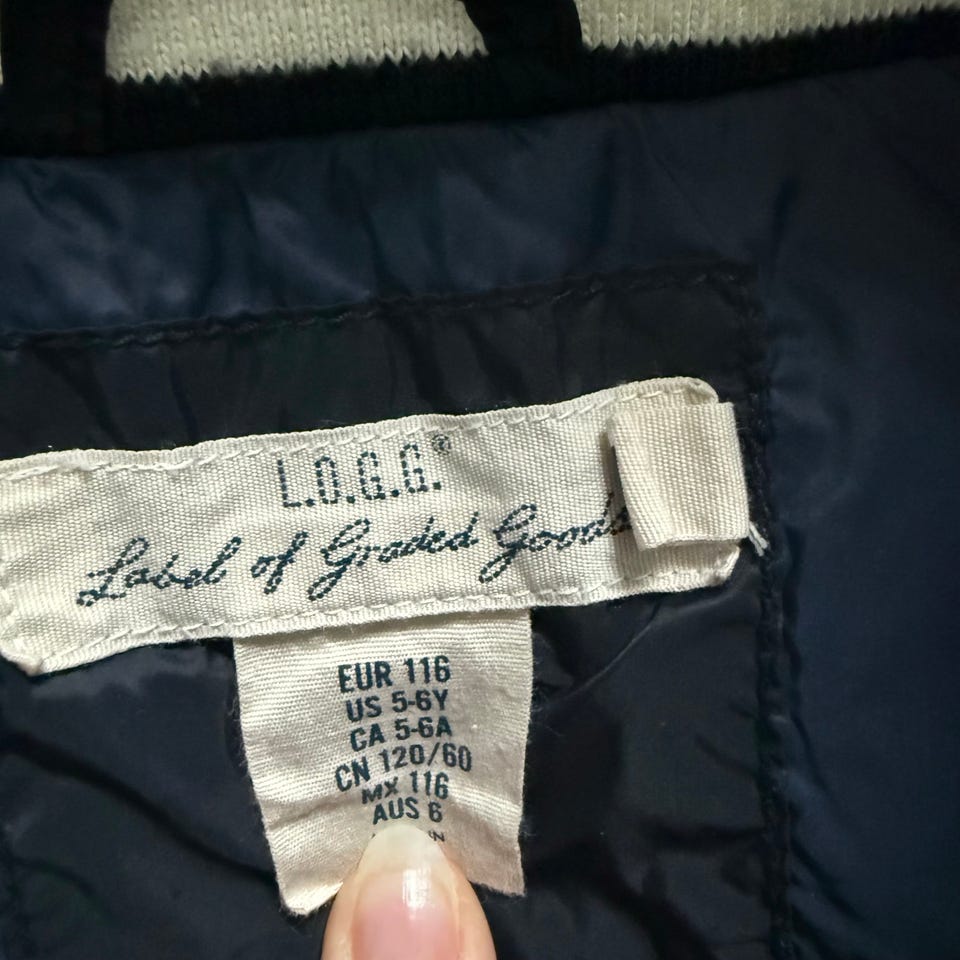 L.O.G.G.®
Label of Graded Goods
EUR 116
US 5-6Y
CA 5-6A
CN 120/60
MX 116
AUS 6